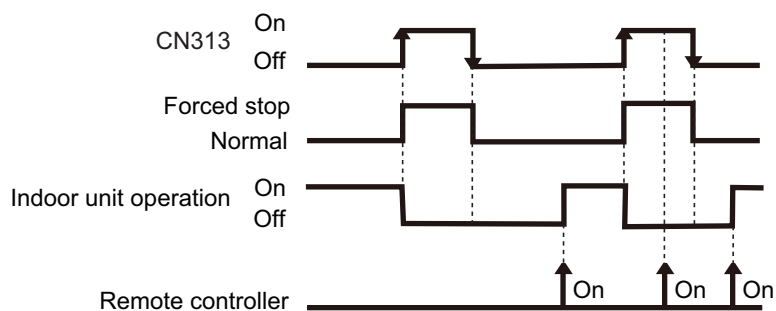 On
CN313
Off
Forced stop
Normal
On
Indoor unit operation
Off
On
On
On
Remote controller